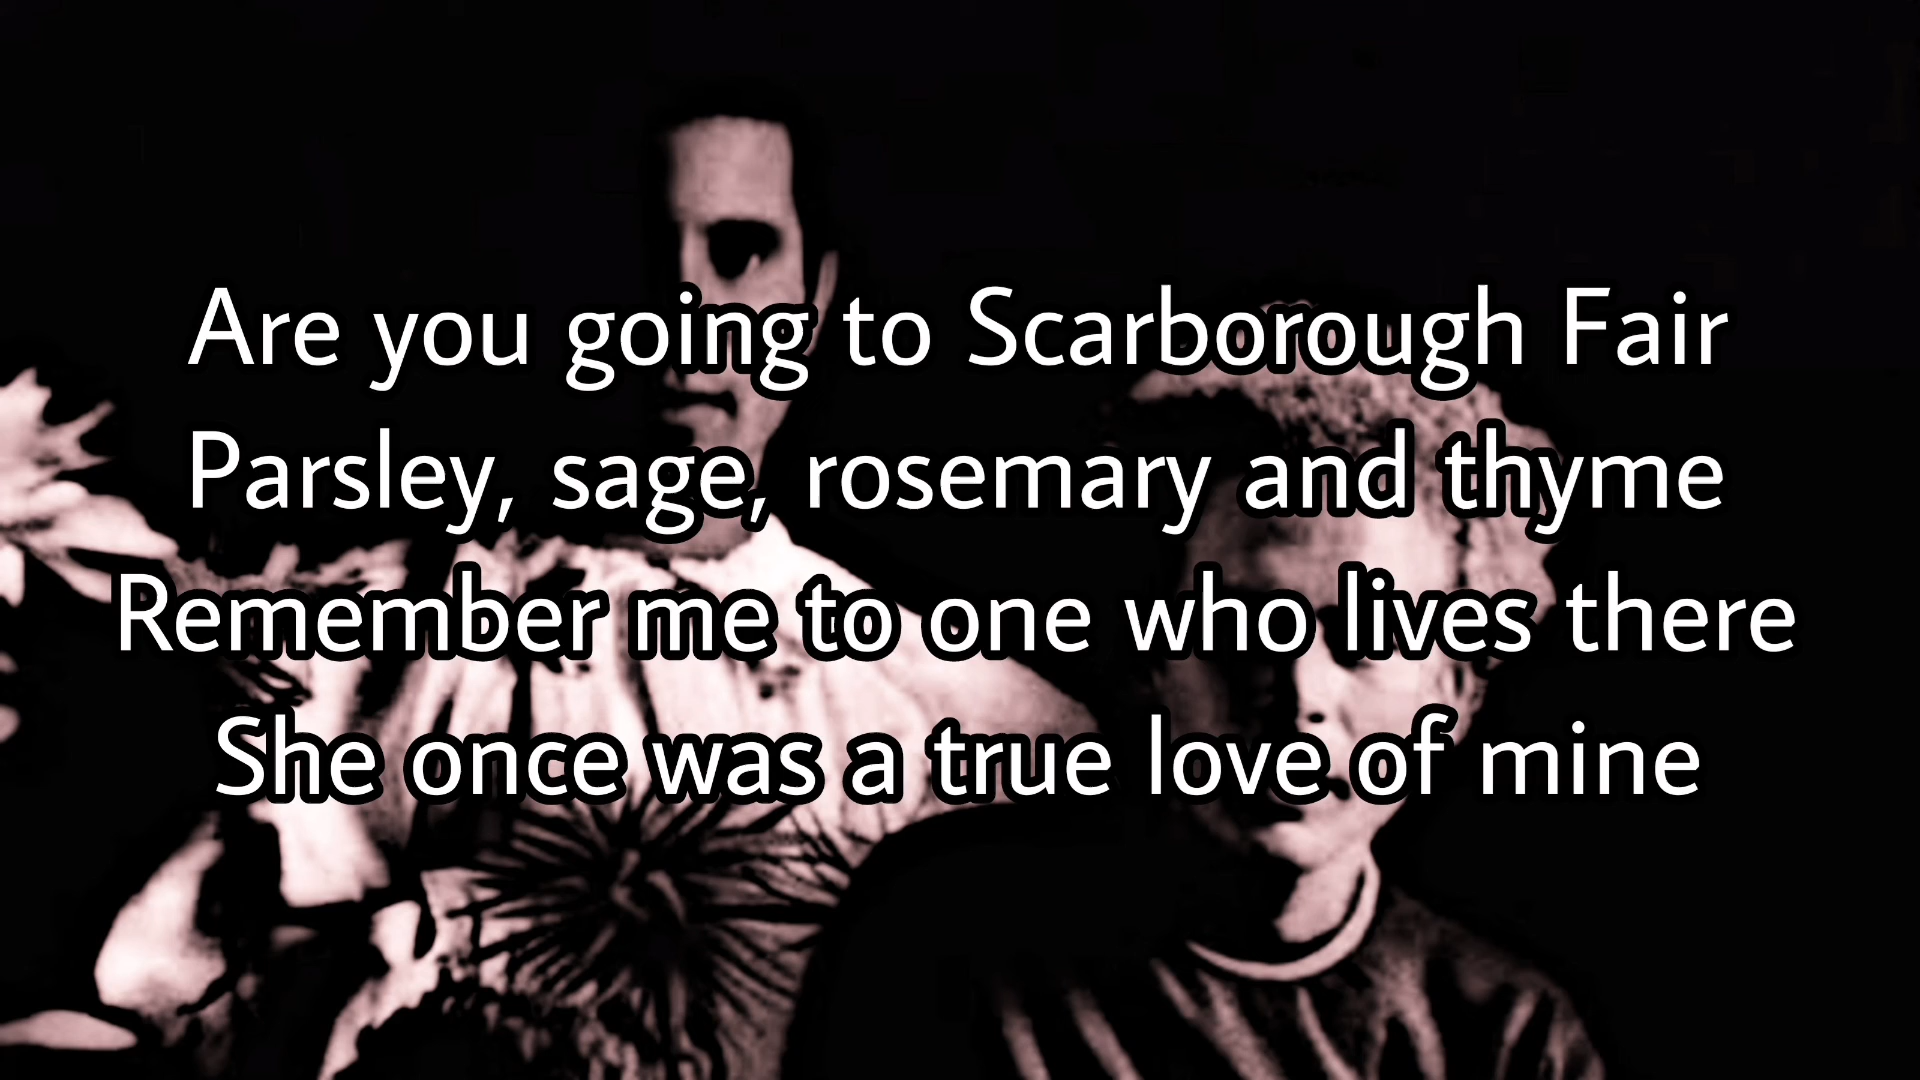 Are you going to Scarborough Fair
Parsley, sage, rosemary and thyme
Remember me to one who lives there
She once was a true love of mine